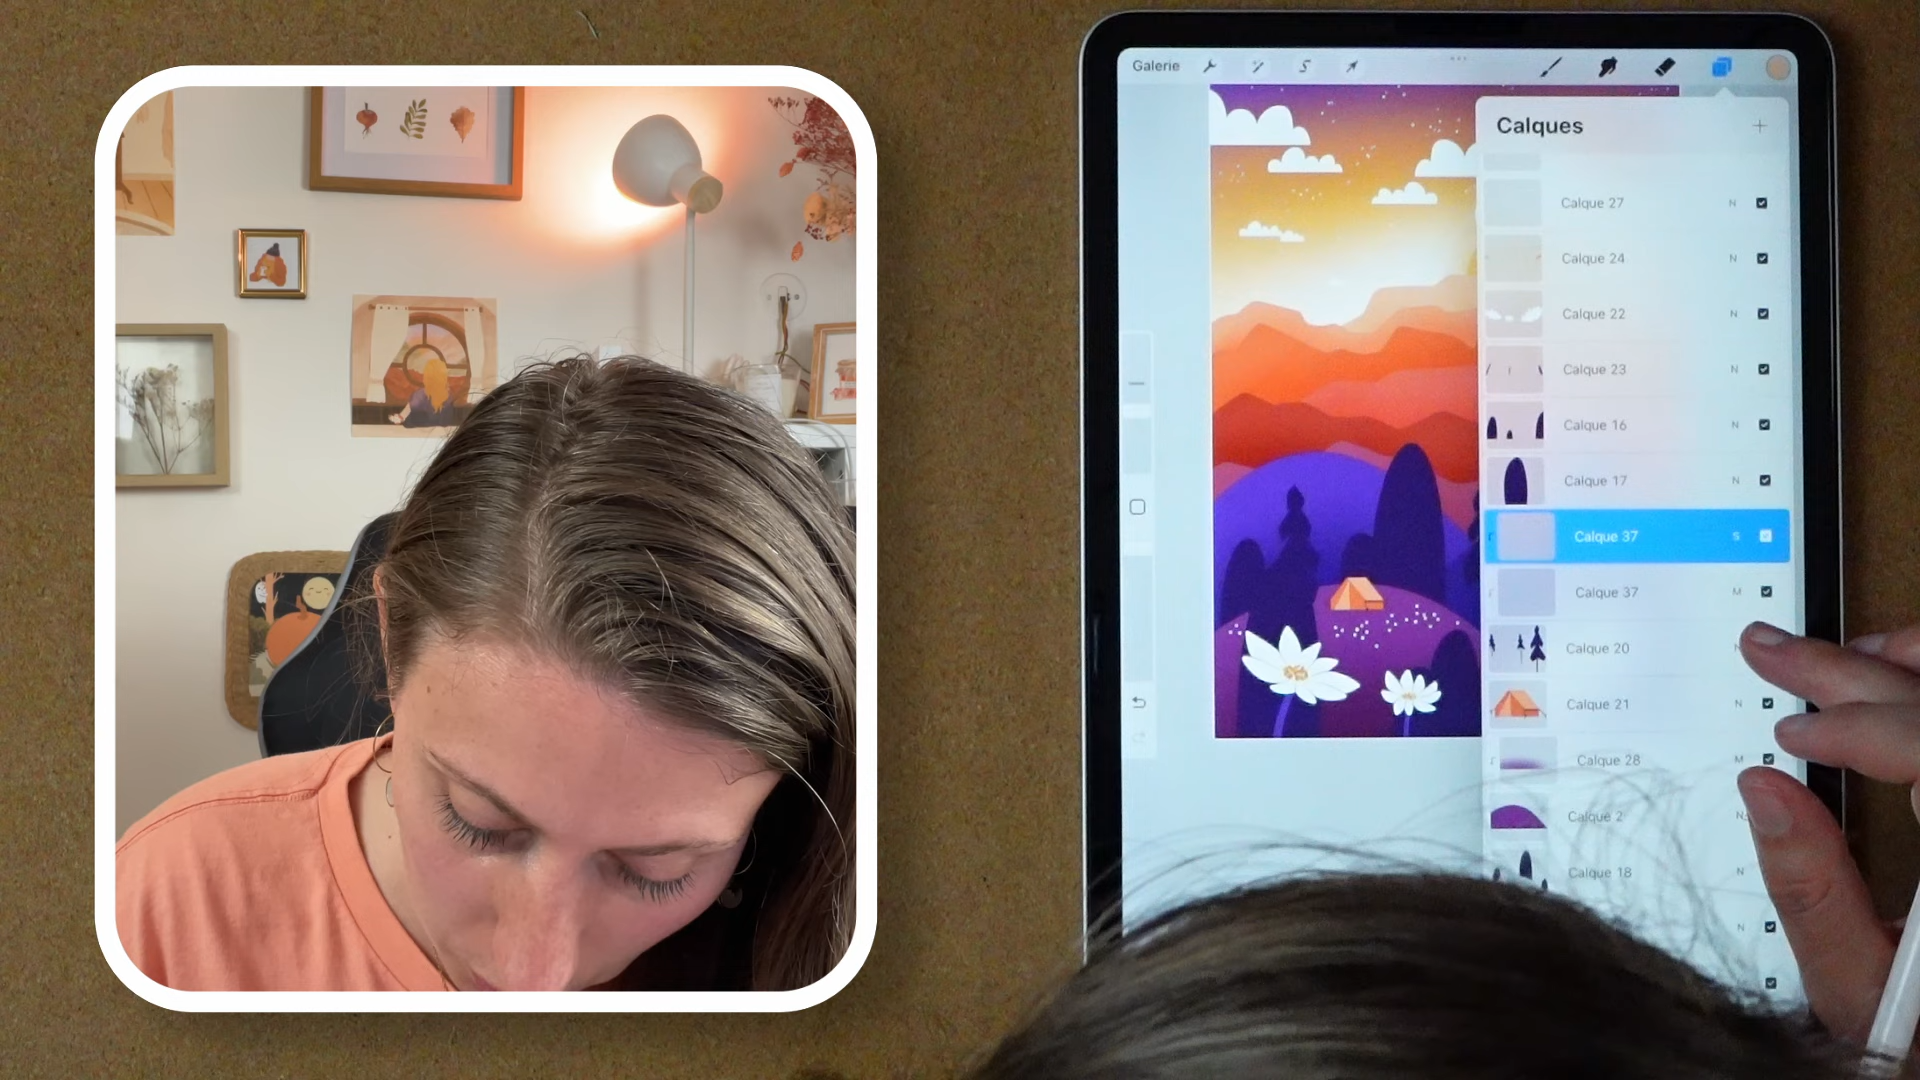 Galerie
Calques
Calque 27 N
Calque 24 N
Calque 22 N
Calque 23 N
Calque 16 N
Calque 17 N
Calque 37 S
Calque 37 M
Calque 20 N
Calque 21 N
Calque 28 M
Calque 2 N
Calque 18 N
N